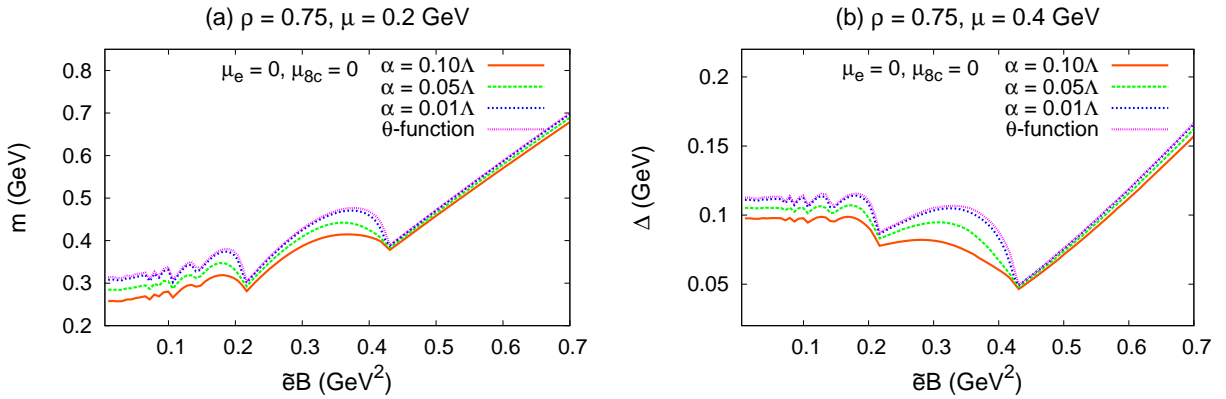 (a) ρ = 0.75, μ = 0.2 GeV
μₑ = 0, μ₈c = 0
α = 0.10Λ
α = 0.05Λ
α = 0.01Λ
θ-function
0.8
0.7
0.6
0.5
0.4
0.3
0.2
m (GeV)
0.1 0.2 0.3 0.4 0.5 0.6 0.7
ẽB (GeV²)
(b) ρ = 0.75, μ = 0.4 GeV
μₑ = 0, μ₈c = 0
α = 0.10Λ
α = 0.05Λ
α = 0.01Λ
θ-function
0.2
0.15
0.1
0.05
Δ (GeV)
0.1 0.2 0.3 0.4 0.5 0.6 0.7
ẽB (GeV²)